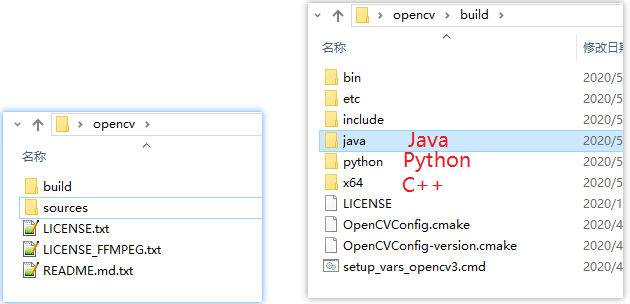 opencv
名称
build
sources
LICENSE.txt
LICENSE_FFMPEG.txt
README.md.txt
opencv build
名称 修改日期
bin 2020/5
etc 2020/5
include 2020/5
java Java 2020/5
python Python 2020/5
x64 C++ 2020/5
LICENSE 2020/1
OpenCVConfig.cmake 2020/4
OpenCVConfig-version.cmake 2020/4
setup_vars_opencv3.cmd 2020/4